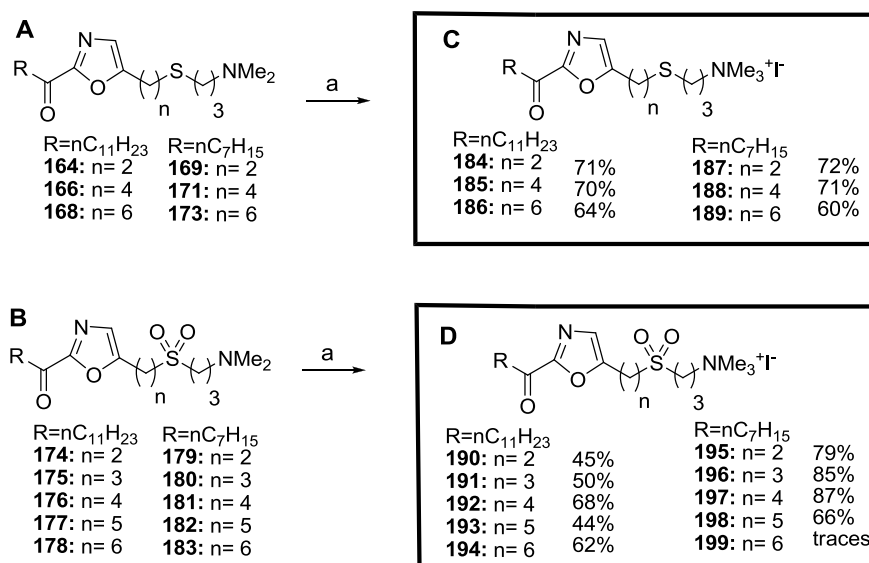 A
N
R
O
O
S
NMe2
n
3
R=nC11H23
R=nC7H15
164: n= 2
169: n= 2
166: n= 4
171: n= 4
168: n= 6
173: n= 6
a
C
N
R
O
O
S
NMe3+I-
n
3
R=nC11H23
R=nC7H15
184: n= 2 71%
187: n= 2 72%
185: n= 4 70%
188: n= 4 71%
186: n= 6 64%
189: n= 6 60%
B
N
R
O
O
O O
S
NMe2
n
3
R=nC11H23
R=nC7H15
174: n= 2
179: n= 2
175: n= 3
180: n= 3
176: n= 4
181: n= 4
177: n= 5
182: n= 5
178: n= 6
183: n= 6
a
D
N
R
O
O
O O
S
NMe3+I-
n
3
R=nC11H23
R=nC7H15
190: n= 2 45%
195: n= 2 79%
191: n= 3 50%
196: n= 3 85%
192: n= 4 68%
197: n= 4 87%
193: n= 5 44%
198: n= 5 66%
194: n= 6 62%
199: n= 6 traces